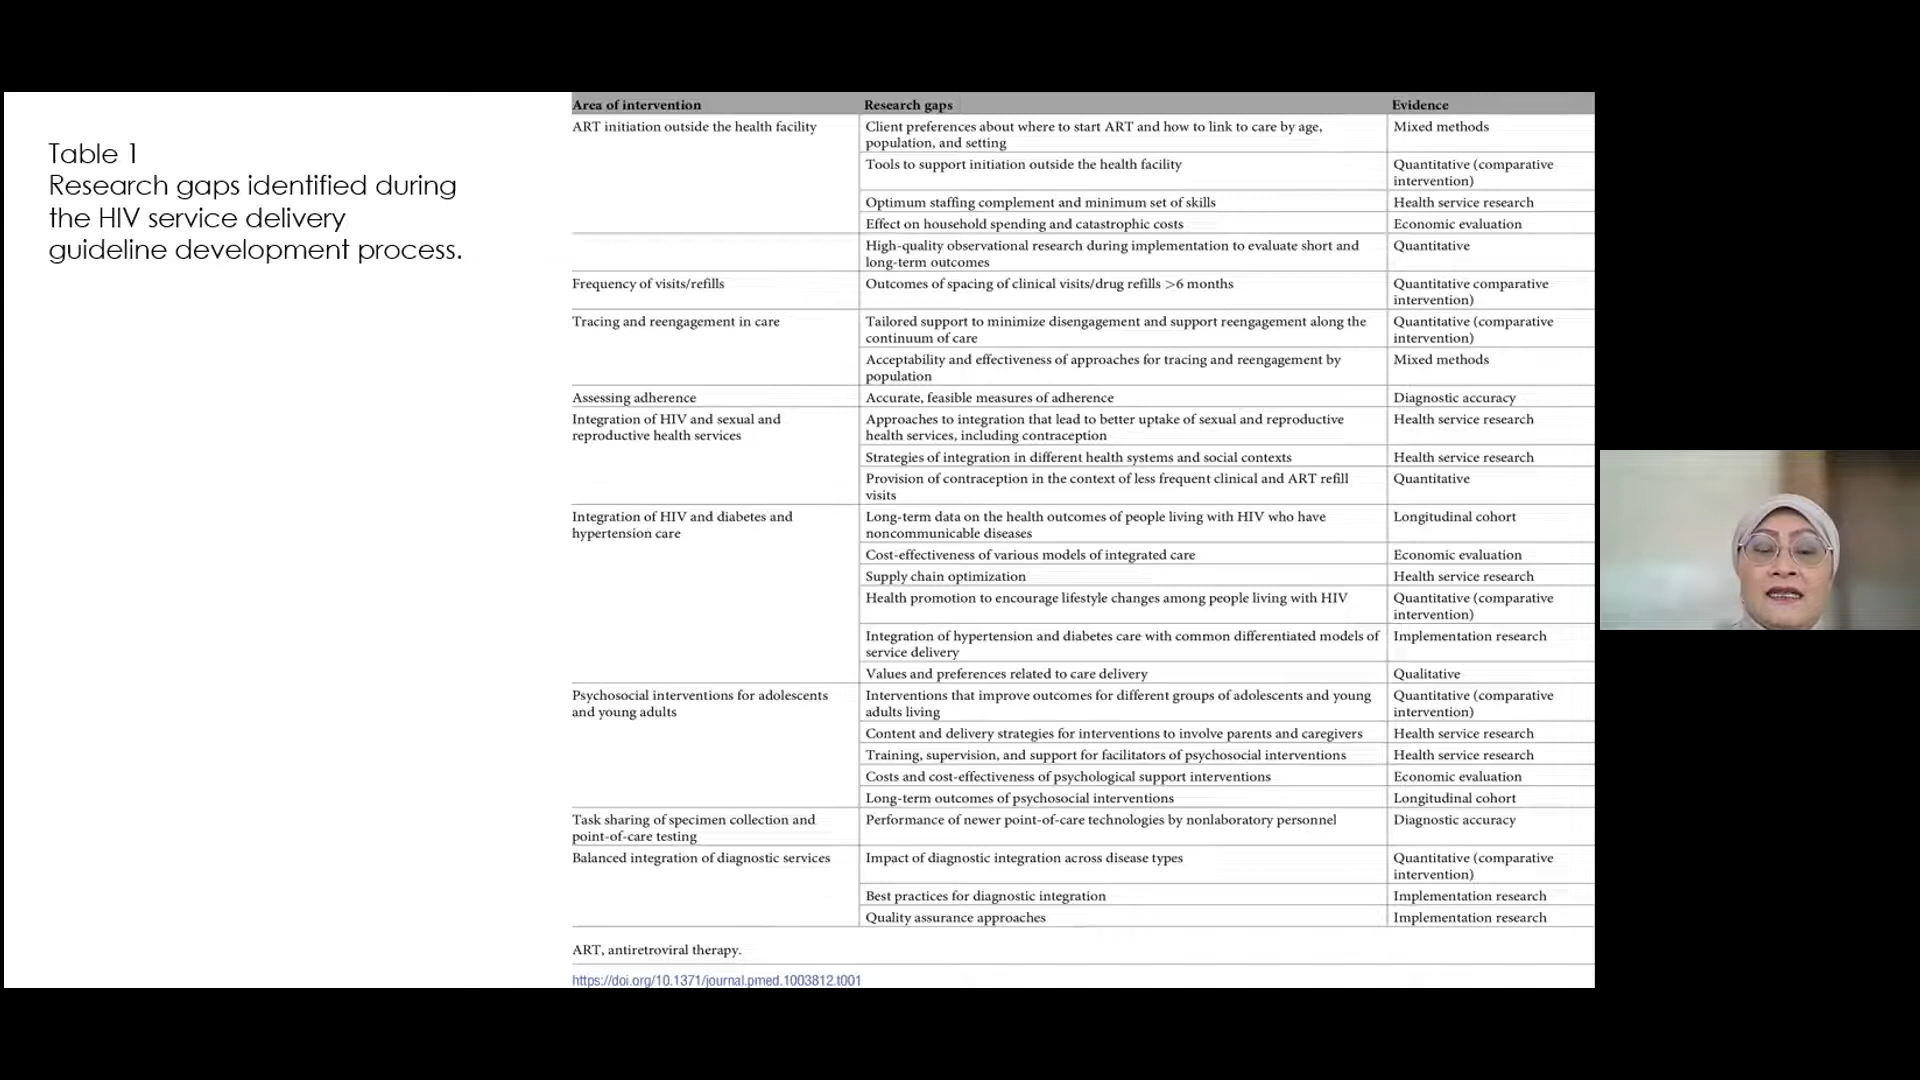 Table 1
Research gaps identified during
the HIV service delivery
guideline development process.
Area of intervention Research gaps Evidence
ART initiation outside the health facility Client preferences about where to start ART and how to link to care by age, Mixed methods
population, and setting
Tools to support initiation outside the health facility Quantitative (comparative
intervention)
Optimum staffing complement and minimum set of skills Health service research
Effect on household spending and catastrophic costs Economic evaluation
High-quality observational research during implementation to evaluate short and Quantitative
long-term outcomes
Frequency of visits/refills Outcomes of spacing of clinical visits/drug refills >6 months Quantitative comparative
intervention)
Tracing and reengagement in care Tailored support to minimize disengagement and support reengagement along the Quantitative (comparative
continuum of care intervention)
Acceptability and effectiveness of approaches for tracing and reengagement by Mixed methods
population
Assessing adherence Accurate, feasible measures of adherence Diagnostic accuracy
Integration of HIV and sexual and Approaches to integration that lead to better uptake of sexual and reproductive Health service research
reproductive health services health services, including contraception
Strategies of integration in different health systems and social contexts Health service research
Provision of contraception in the context of less frequent clinical and ART refill Quantitative
visits
Integration of HIV and diabetes and Long-term data on the health outcomes of people living with HIV who have Longitudinal cohort
hypertension care noncommunicable diseases
Cost-effectiveness of various models of integrated care Economic evaluation
Supply chain optimization Health service research
Health promotion to encourage lifestyle changes among people living with HIV Quantitative (comparative
intervention)
Integration of hypertension and diabetes care with common differentiated models of Implementation research
service delivery
Values and preferences related to care delivery Qualitative
Psychosocial interventions for adolescents Interventions that improve outcomes for different groups of adolescents and young Quantitative (comparative
and young adults adults living intervention)
Content and delivery strategies for interventions to involve parents and caregivers Health service research
Training, supervision, and support for facilitators of psychosocial interventions Health service research
Costs and cost-effectiveness of psychological support interventions Economic evaluation
Long-term outcomes of psychosocial interventions Longitudinal cohort
Task sharing of specimen collection and Performance of newer point-of-care technologies by nonlaboratory personnel Diagnostic accuracy
point-of-care testing
Balanced integration of diagnostic services Impact of diagnostic integration across disease types Quantitative (comparative
intervention)
Best practices for diagnostic integration Implementation research
Quality assurance approaches Implementation research
ART, antiretroviral therapy.
https://doi.org/10.1371/journal.pmed.1003812.t001